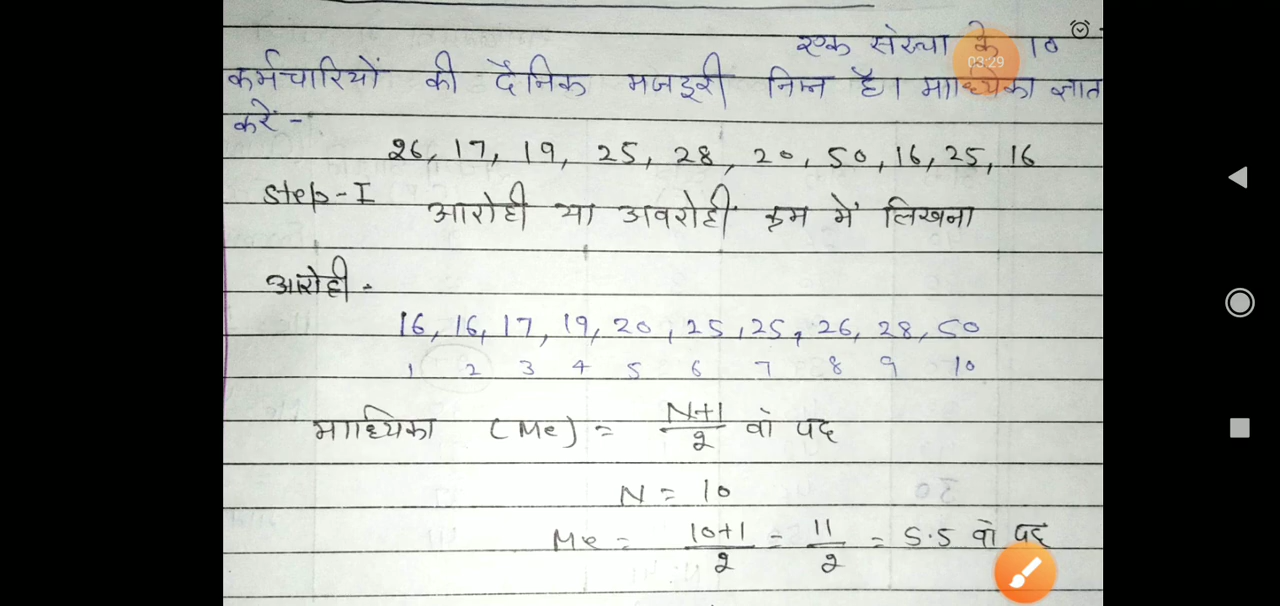 एक संस्था के 10
03:29
कर्मचारियों की दैनिक मजदूरी निम्न है। माध्यिका ज्ञात
करें -
26, 17, 19, 25, 28, 20, 50, 16, 25, 16
Step-I आरोही या अवरोही क्रम में लिखना
आरोही -
16, 16, 17, 19, 20, 25, 25, 26, 28, 50
1 2 3 4 5 6 7 8 9 10
माध्यिका (Me) = N+1/2 वाँ पद
N = 10
Me = 10+1/2 = 11/2 = 5.5 वाँ पद